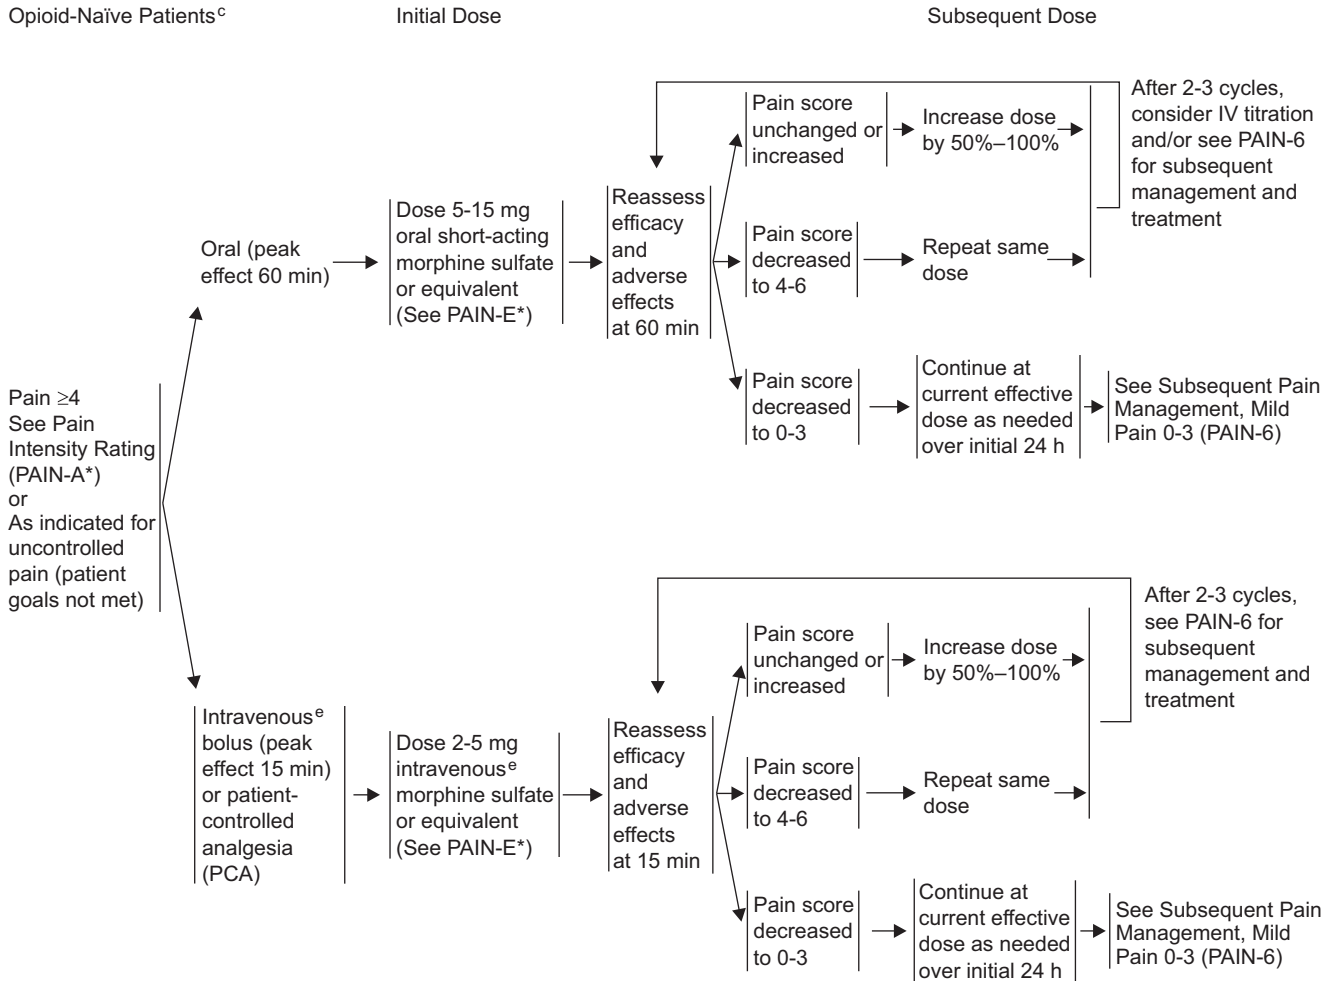 Opioid-Naïve Patients c
Initial Dose
Subsequent Dose
Pain ≥4
See Pain
Intensity Rating
(PAIN-A*)
or
As indicated for
uncontrolled
pain (patient
goals not met)
Oral (peak
effect 60 min)
Dose 5-15 mg
oral short-acting
morphine sulfate
or equivalent
(See PAIN-E*)
Reassess
efficacy
and
adverse
effects
at 60 min
Pain score
unchanged or
increased
Increase dose
by 50%–100%
Pain score
decreased
to 4-6
Repeat same
dose
After 2-3 cycles,
consider IV titration
and/or see PAIN-6
for subsequent
management and
treatment
Pain score
decreased
to 0-3
Continue at
current effective
dose as needed
over initial 24 h
See Subsequent Pain
Management, Mild
Pain 0-3 (PAIN-6)
Intravenous e
bolus (peak
effect 15 min)
or patient-
controlled
analgesia
(PCA)
Dose 2-5 mg
intravenous e
morphine sulfate
or equivalent
(See PAIN-E*)
Reassess
efficacy
and
adverse
effects
at 15 min
Pain score
unchanged or
increased
Increase dose
by 50%–100%
Pain score
decreased
to 4-6
Repeat same
dose
After 2-3 cycles,
see PAIN-6 for
subsequent
management and
treatment
Pain score
decreased
to 0-3
Continue at
current effective
dose as needed
over initial 24 h
See Subsequent Pain
Management, Mild
Pain 0-3 (PAIN-6)